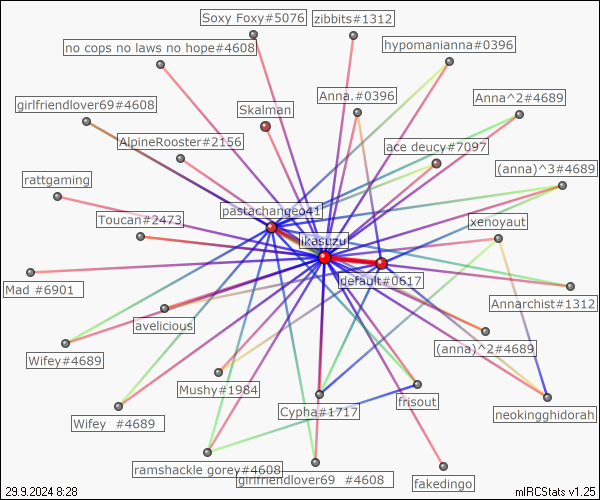 Soxy Foxy#5076
zibbits#1312
no cops no laws no hope#4608
hypomanianna#0396
girlfriendlover69#4608
Skalman
Anna.#0396
Anna^2#4689
AlpineRooster#2156
ace deucy#7097
(anna)^3#4689
rattgaming
pastachangeo41
Toucan#2473
ikasuzu
xenoyaut
Mad #6901
default#0617
Annarchist#1312
avelicious
Wifey#4689
(anna)^2#4689
Mushy#1984
Cypha#1717
frisout
Wifey  #4689
neokingghidorah
ramshackle gorey#4608
girlfriendlover69  #4608
fakedingo
29.9.2024 8:28
mIRCStats v1.25